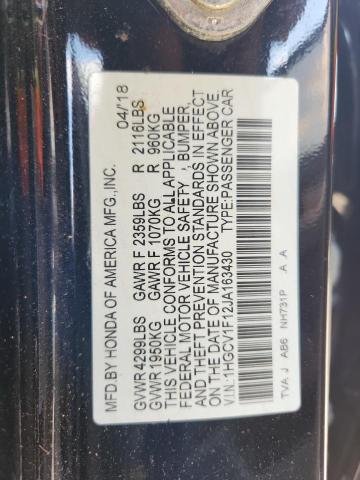 MFD.BY HONDA OF AMERICA MFG.,INC. 04/18
GVWR 4299LBS GAWR F 2359LBS R 2116LBS
GVWR 1950KG GAWR F 1070KG R 960KG
THIS VEHICLE CONFORMS TO ALL APPLICABLE
FEDERAL MOTOR VEHICLE SAFETY , BUMPER,
AND THEFT PREVENTION STANDARDS IN EFFECT
ON THE DATE OF MANUFACTURE SHOWN ABOVE.
V.I.N.:1HGCV1F12JA163430 TYPE:PASSENGER CAR
TVA J AB6 NH731P A A